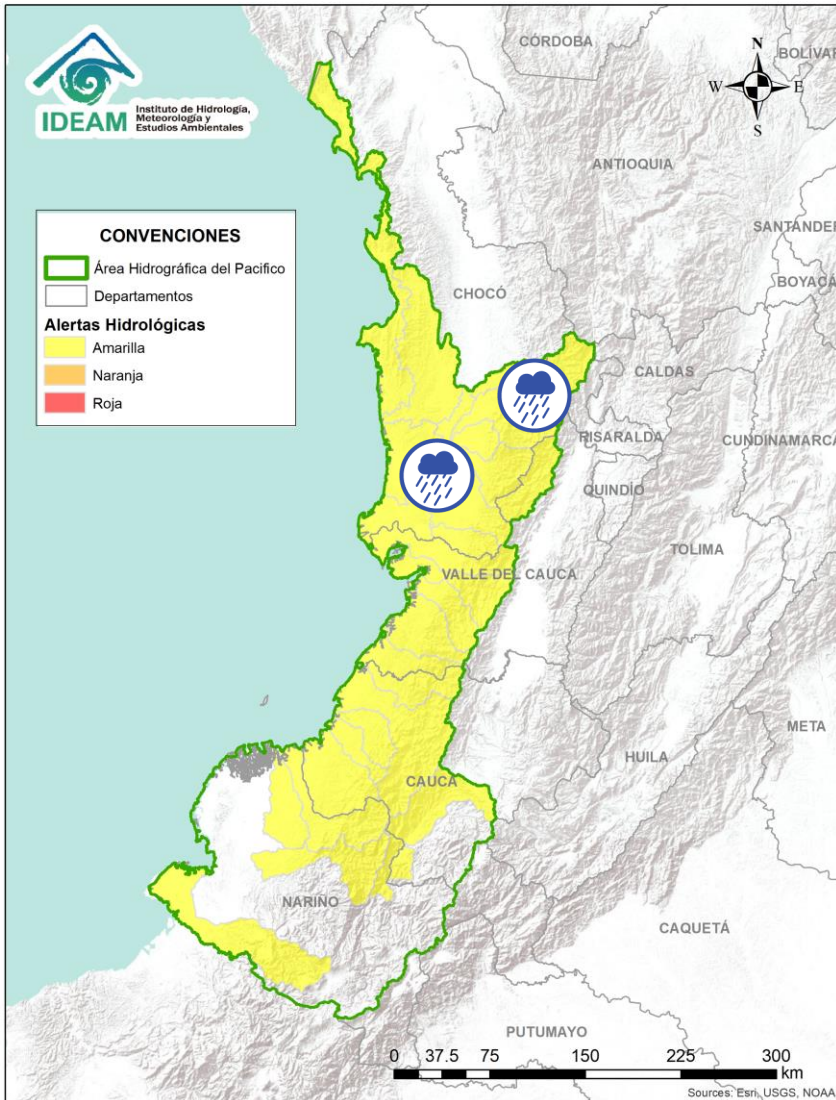 IDEAM
Instituto de Hidrología,
Meteorología y
Estudios Ambientales
CÓRDOBA
BOLÍVAR
N
W
E
S
ANTIOQUIA
SANTANDER
BOYACÁ
CONVENCIONES
Área Hidrográfica del Pacifico
Departamentos
Alertas Hidrológicas
Amarilla
Naranja
Roja
CHOCÓ
CALDAS
RISARALDA
CUNDINAMARCA
QUINDÍO
TOLIMA
VALLE DEL CAUCA
META
HUILA
CAUCA
NARIÑO
CAQUETÁ
PUTUMAYO
0 37.5 75 150 225 300
km
Sources: Esri, USGS, NOAA